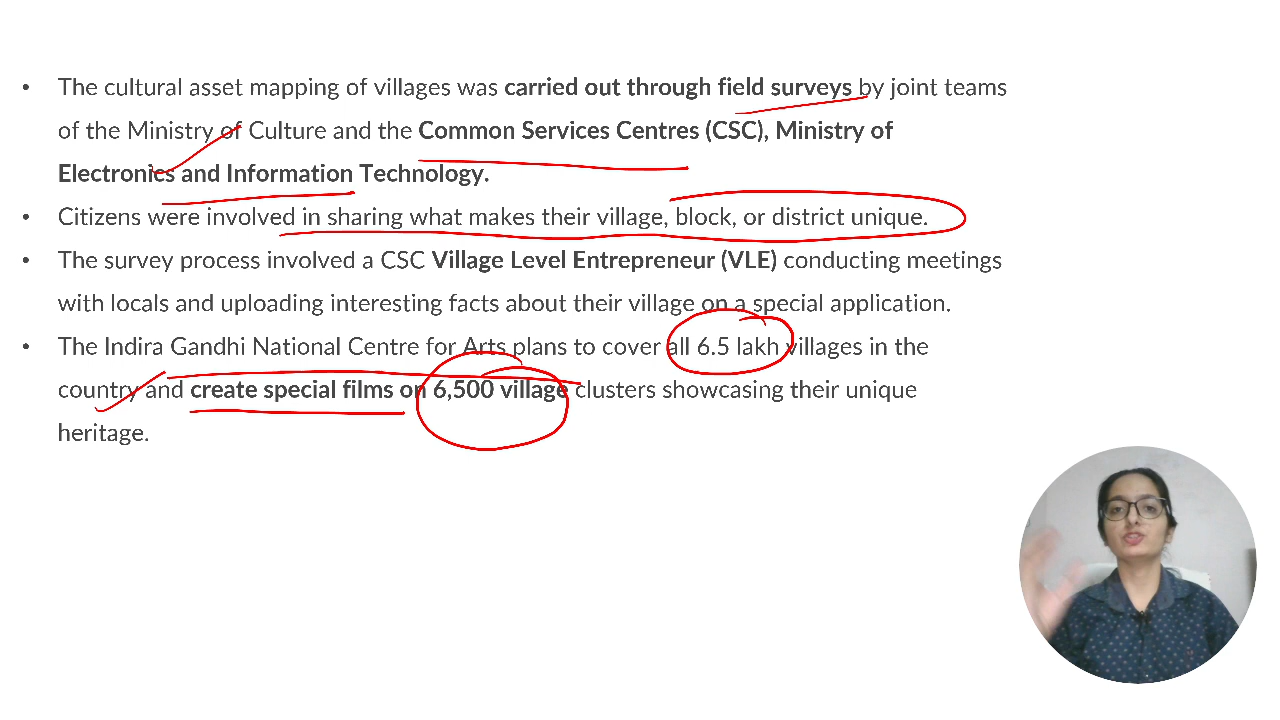 • The cultural asset mapping of villages was carried out through field surveys by joint teams
of the Ministry of Culture and the Common Services Centres (CSC), Ministry of
Electronics and Information Technology.
• Citizens were involved in sharing what makes their village, block, or district unique.
• The survey process involved a CSC Village Level Entrepreneur (VLE) conducting meetings
with locals and uploading interesting facts about their village on a special application.
• The Indira Gandhi National Centre for Arts plans to cover all 6.5 lakh villages in the
country and create special films on 6,500 village clusters showcasing their unique
heritage.